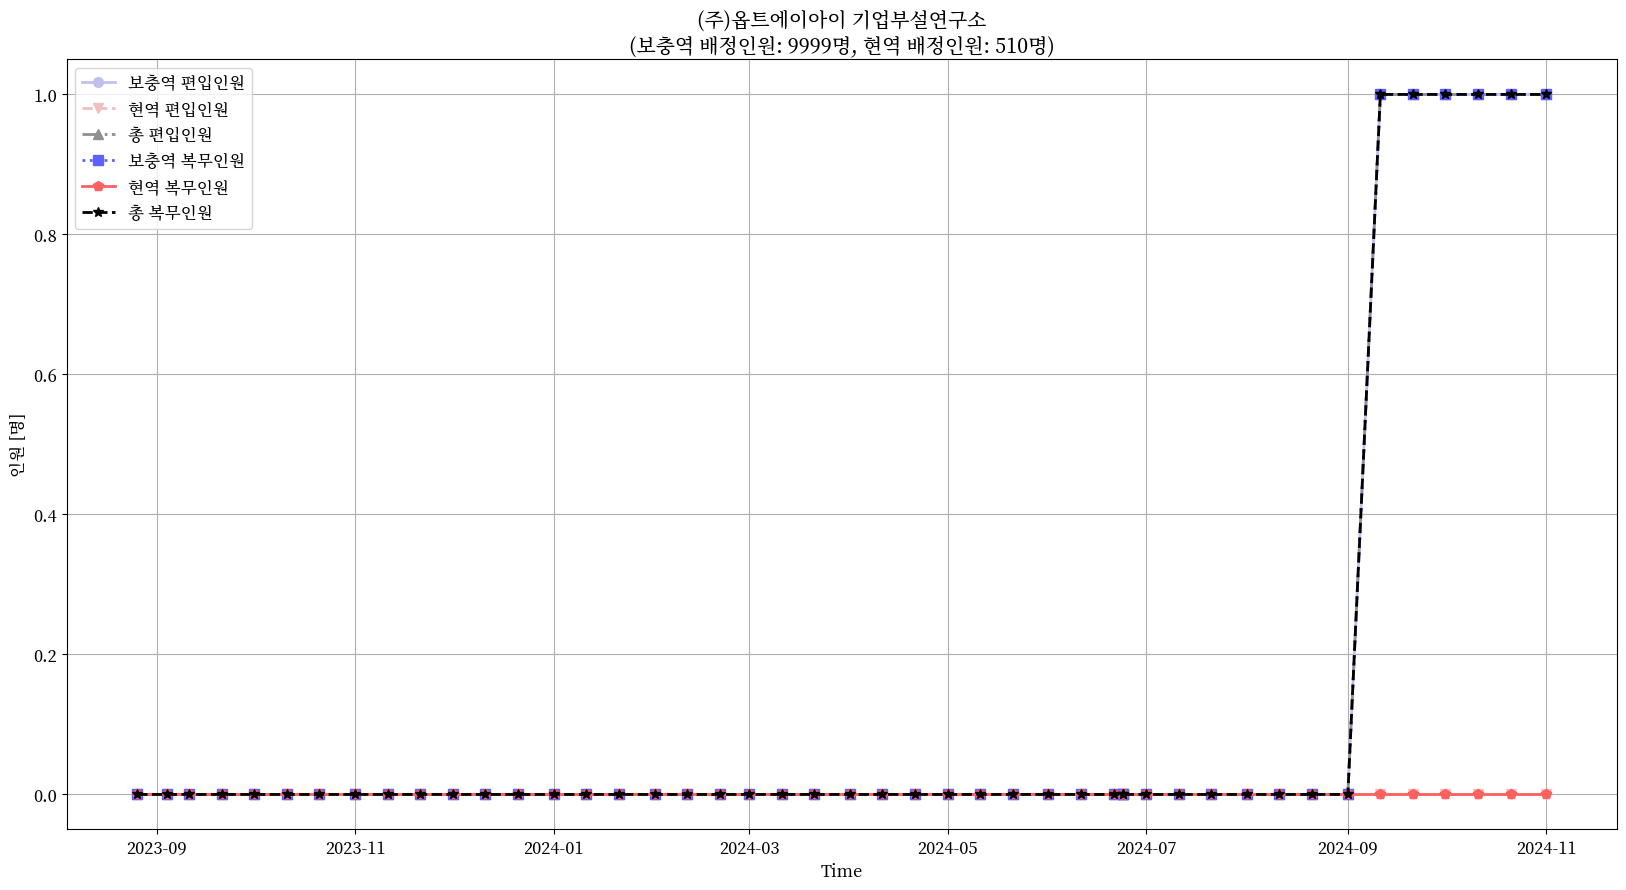 (주)옵트에이아이 기업부설연구소
(보충역 배정인원: 9999명, 현역 배정인원: 510명)
보충역 편입인원
현역 편입인원
총 편입인원
보충역 복무인원
현역 복무인원
총 복무인원
인원 [명]
1.0
0.8
0.6
0.4
0.2
0.0
2023-09
2023-11
2024-01
2024-03
2024-05
2024-07
2024-09
2024-11
Time